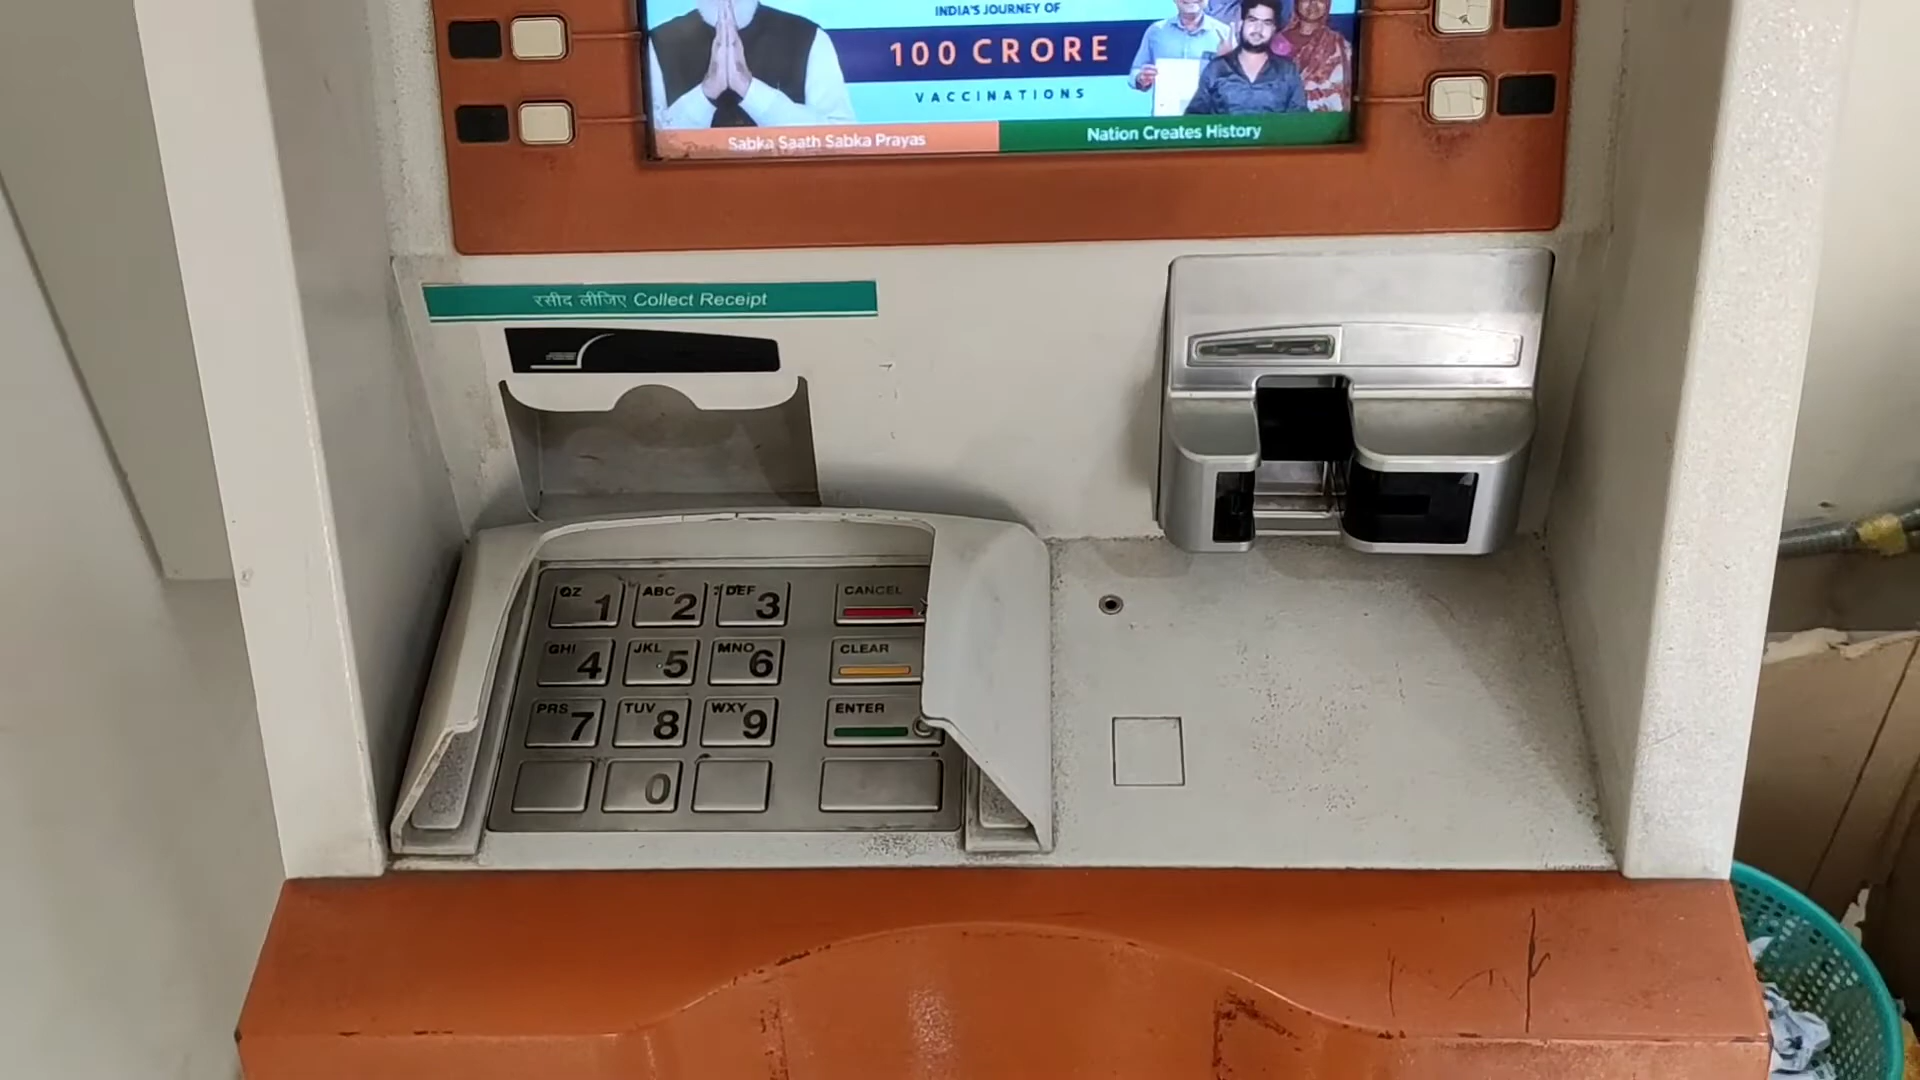 INDIA'S JOURNEY OF
100 CRORE
VACCINATIONS
Sabka Saath Sabka Prayas
Nation Creates History
रसीद लीजिए Collect Receipt
QZ 1 ABC 2 DEF 3 CANCEL
GHI 4 JKL 5 MNO 6 CLEAR
PRS 7 TUV 8 WXY 9 ENTER
0